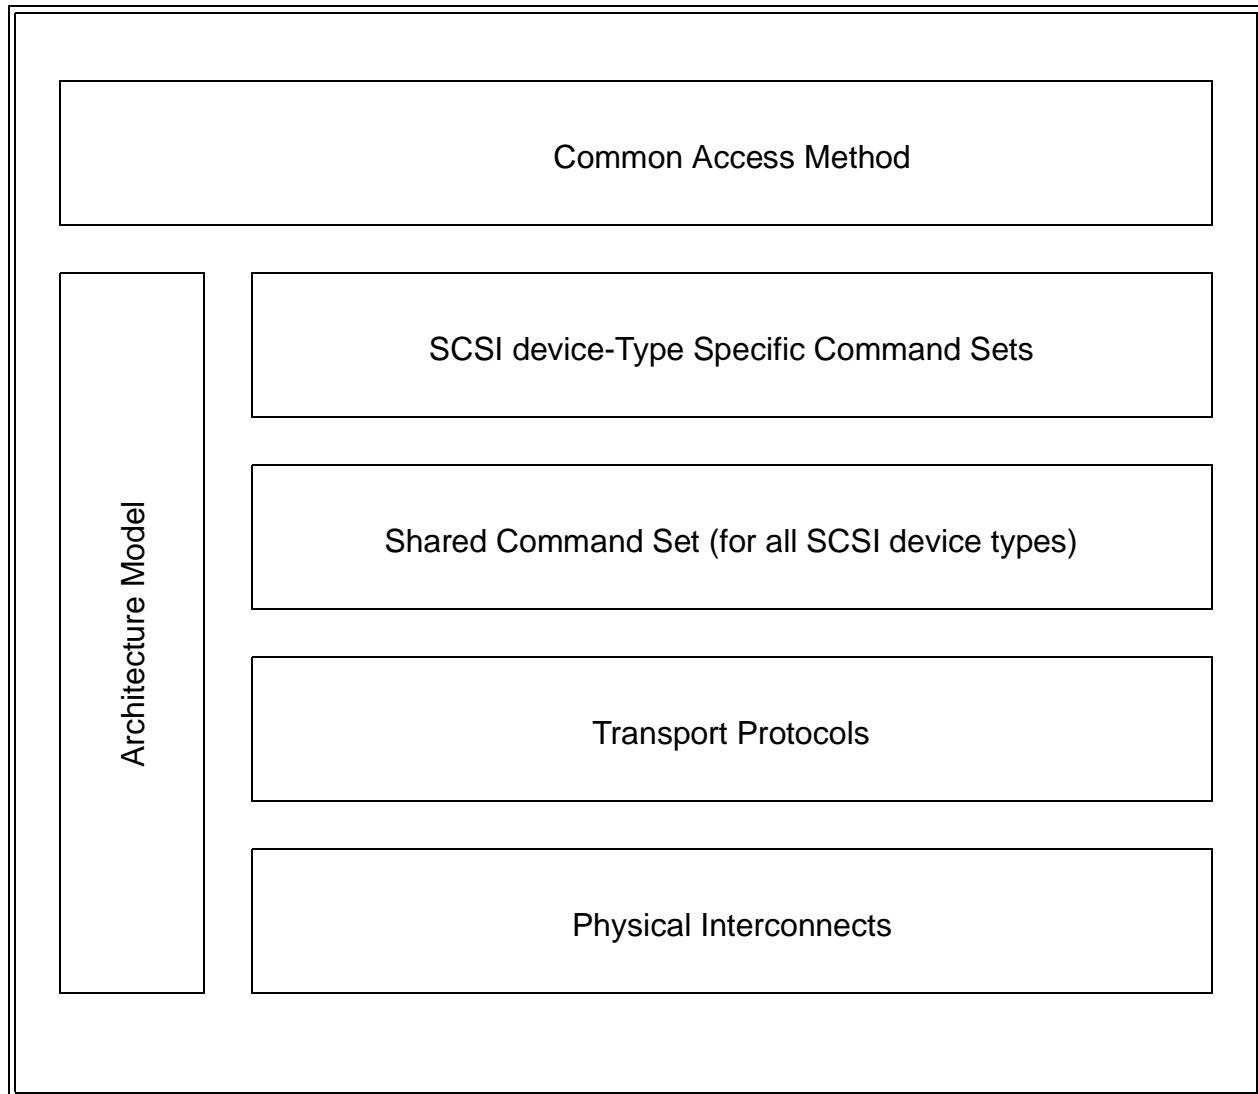 Common Access Method
Architecture Model
SCSI device-Type Specific Command Sets
Shared Command Set (for all SCSI device types)
Transport Protocols
Physical Interconnects